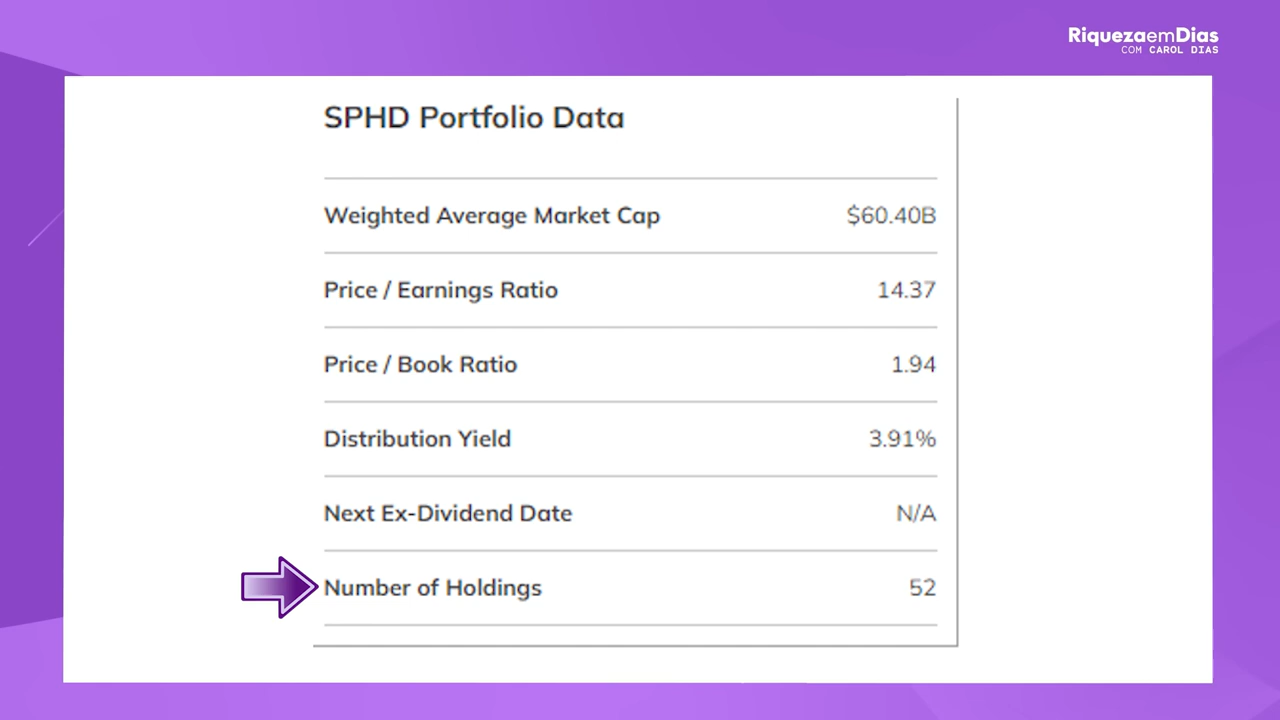 RiquezaemDias
COM CAROL DIAS
SPHD Portfolio Data
Weighted Average Market Cap $60.40B
Price / Earnings Ratio 14.37
Price / Book Ratio 1.94
Distribution Yield 3.91%
Next Ex-Dividend Date N/A
Number of Holdings 52